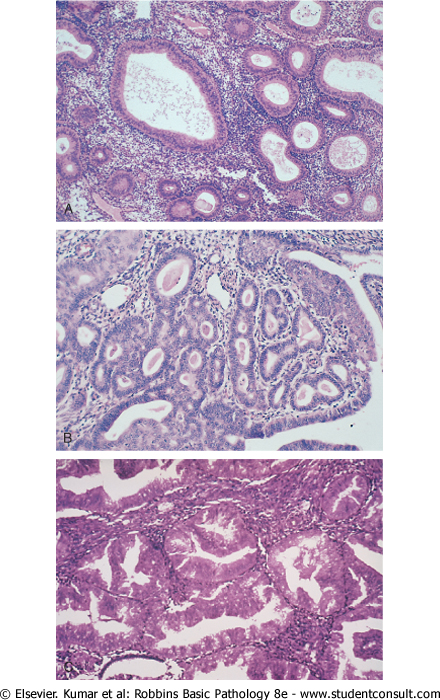 A
B
C
© Elsevier. Kumar et al: Robbins Basic Pathology 8e - www.studentconsult.com